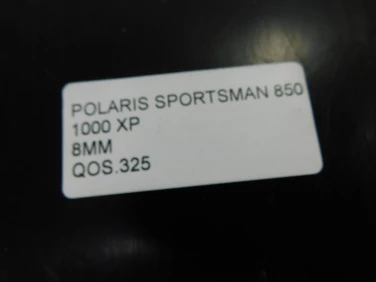 POLARIS SPORTSMAN 850
1000 XP
8MM
QOS.325